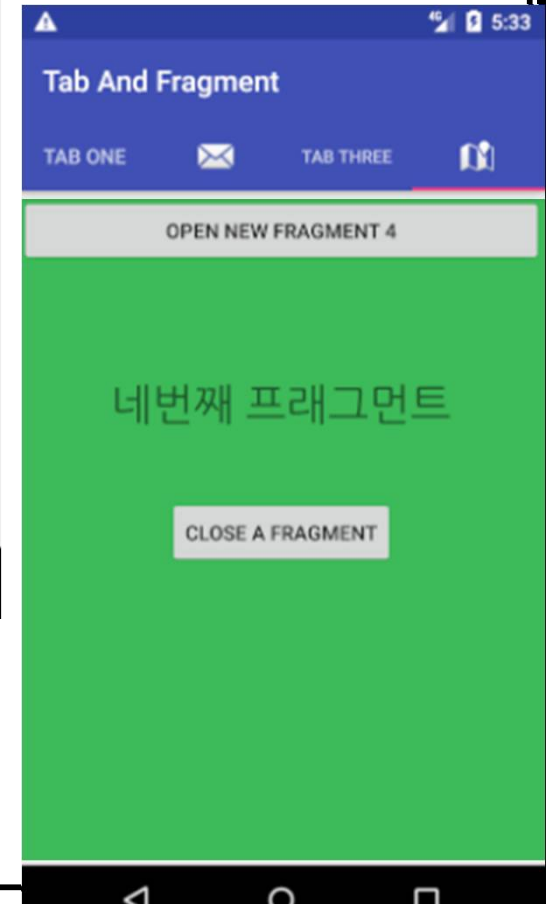 4G 5:33
Tab And Fragment
TAB ONE TAB THREE
OPEN NEW FRAGMENT 4
네번째 프래그먼트
CLOSE A FRAGMENT